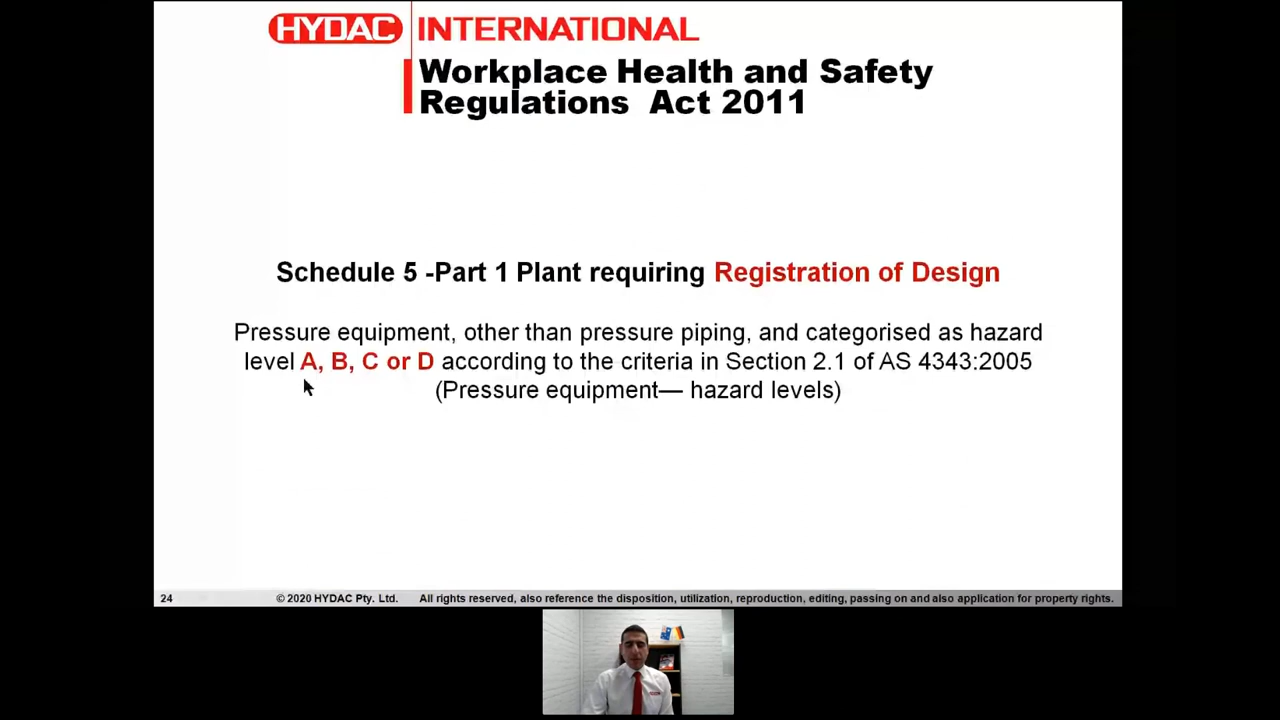 HYDAC INTERNATIONAL
Workplace Health and Safety
Regulations Act 2011
Schedule 5 -Part 1 Plant requiring Registration of Design
Pressure equipment, other than pressure piping, and categorised as hazard
level A, B, C or D according to the criteria in Section 2.1 of AS 4343:2005
(Pressure equipment— hazard levels)
24 © 2020 HYDAC Pty. Ltd. All rights reserved, also reference the disposition, utilization, reproduction, editing, passing on and also application for property rights.